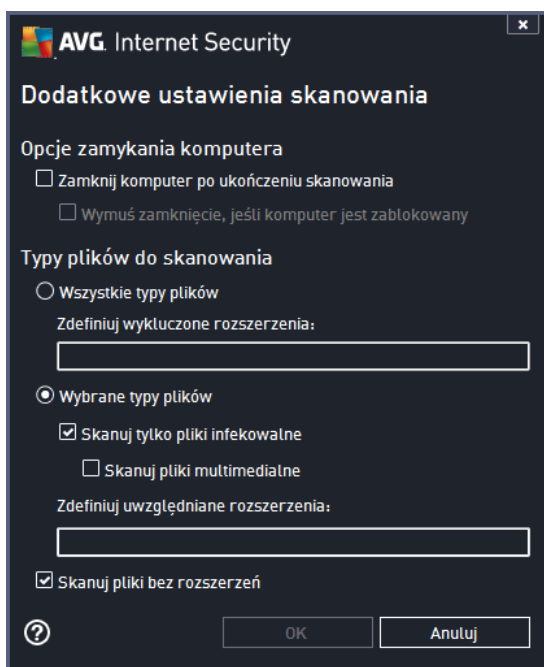 AVG. Internet Security
Dodatkowe ustawienia skanowania
Opcje zamykania komputera
Zamknij komputer po ukończeniu skanowania
Wymuś zamknięcie, jeśli komputer jest zablokowany
Typy plików do skanowania
Wszystkie typy plików
Zdefiniuj wykluczone rozszerzenia:
Wybrane typy plików
Skanuj tylko pliki infekowalne
Skanuj pliki multimedialne
Zdefiniuj uwzględniane rozszerzenia:
Skanuj pliki bez rozszerzeń
OK
Anuluj